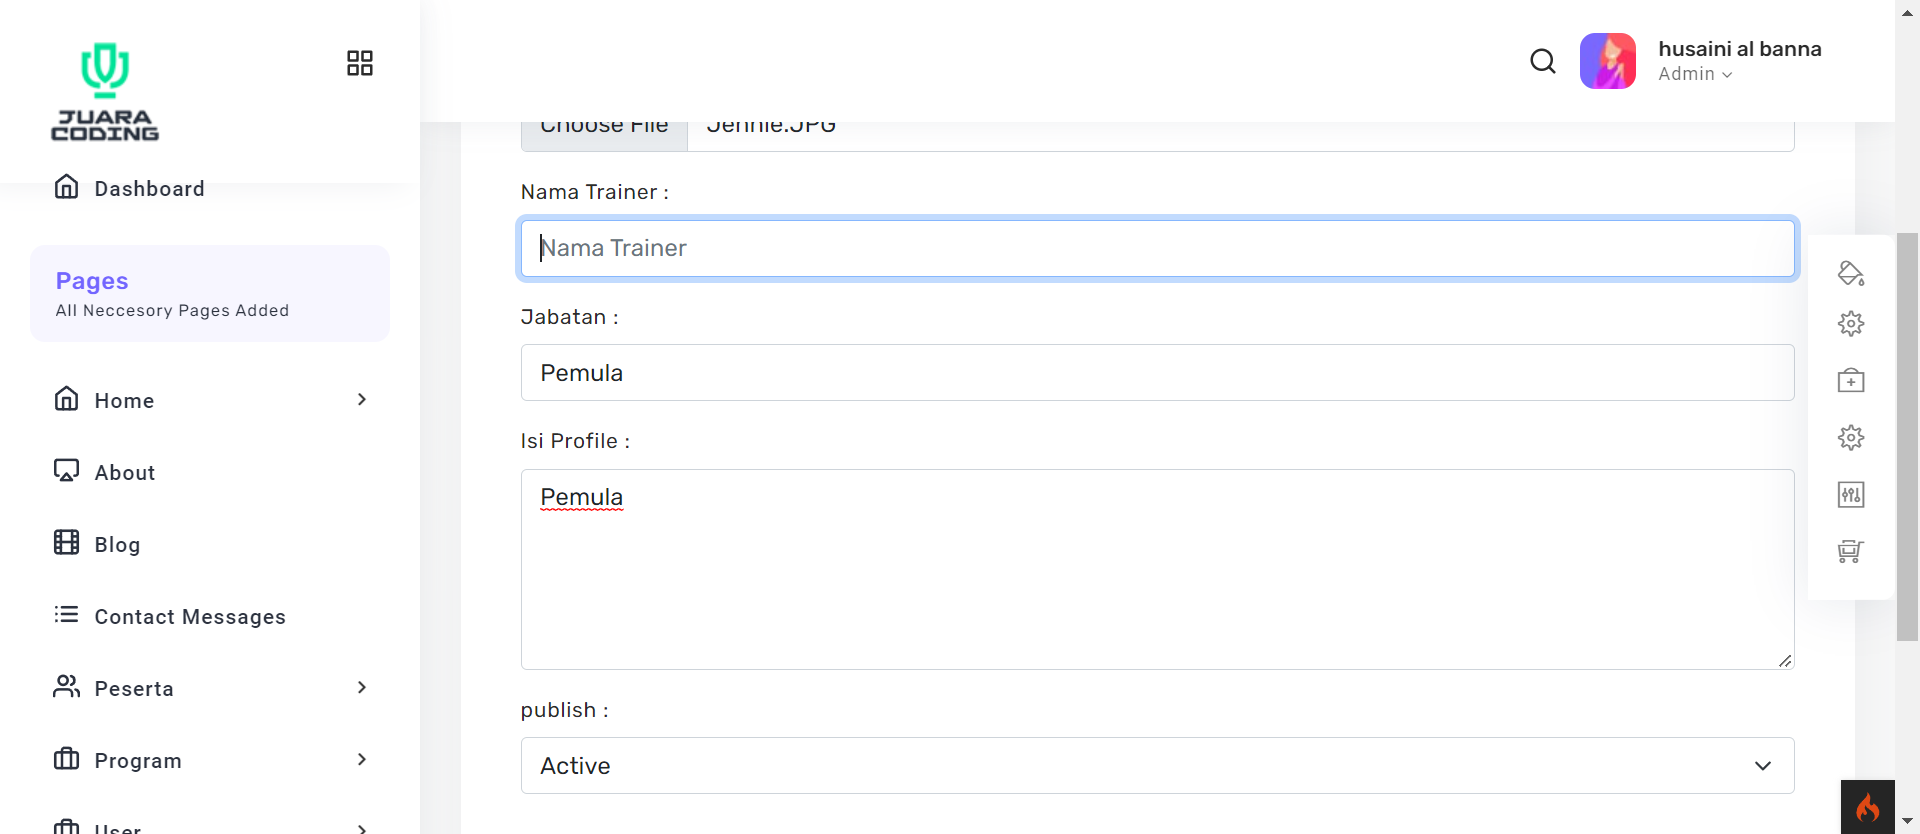 JUARA
CODING
husaini al banna
Admin
Dashboard
Pages
All Neccesory Pages Added
Home
About
Blog
Contact Messages
Peserta
Program
User
Choose File Jennie.JPG
Nama Trainer :
Nama Trainer
Jabatan :
Pemula
Isi Profile :
Pemula
publish :
Active